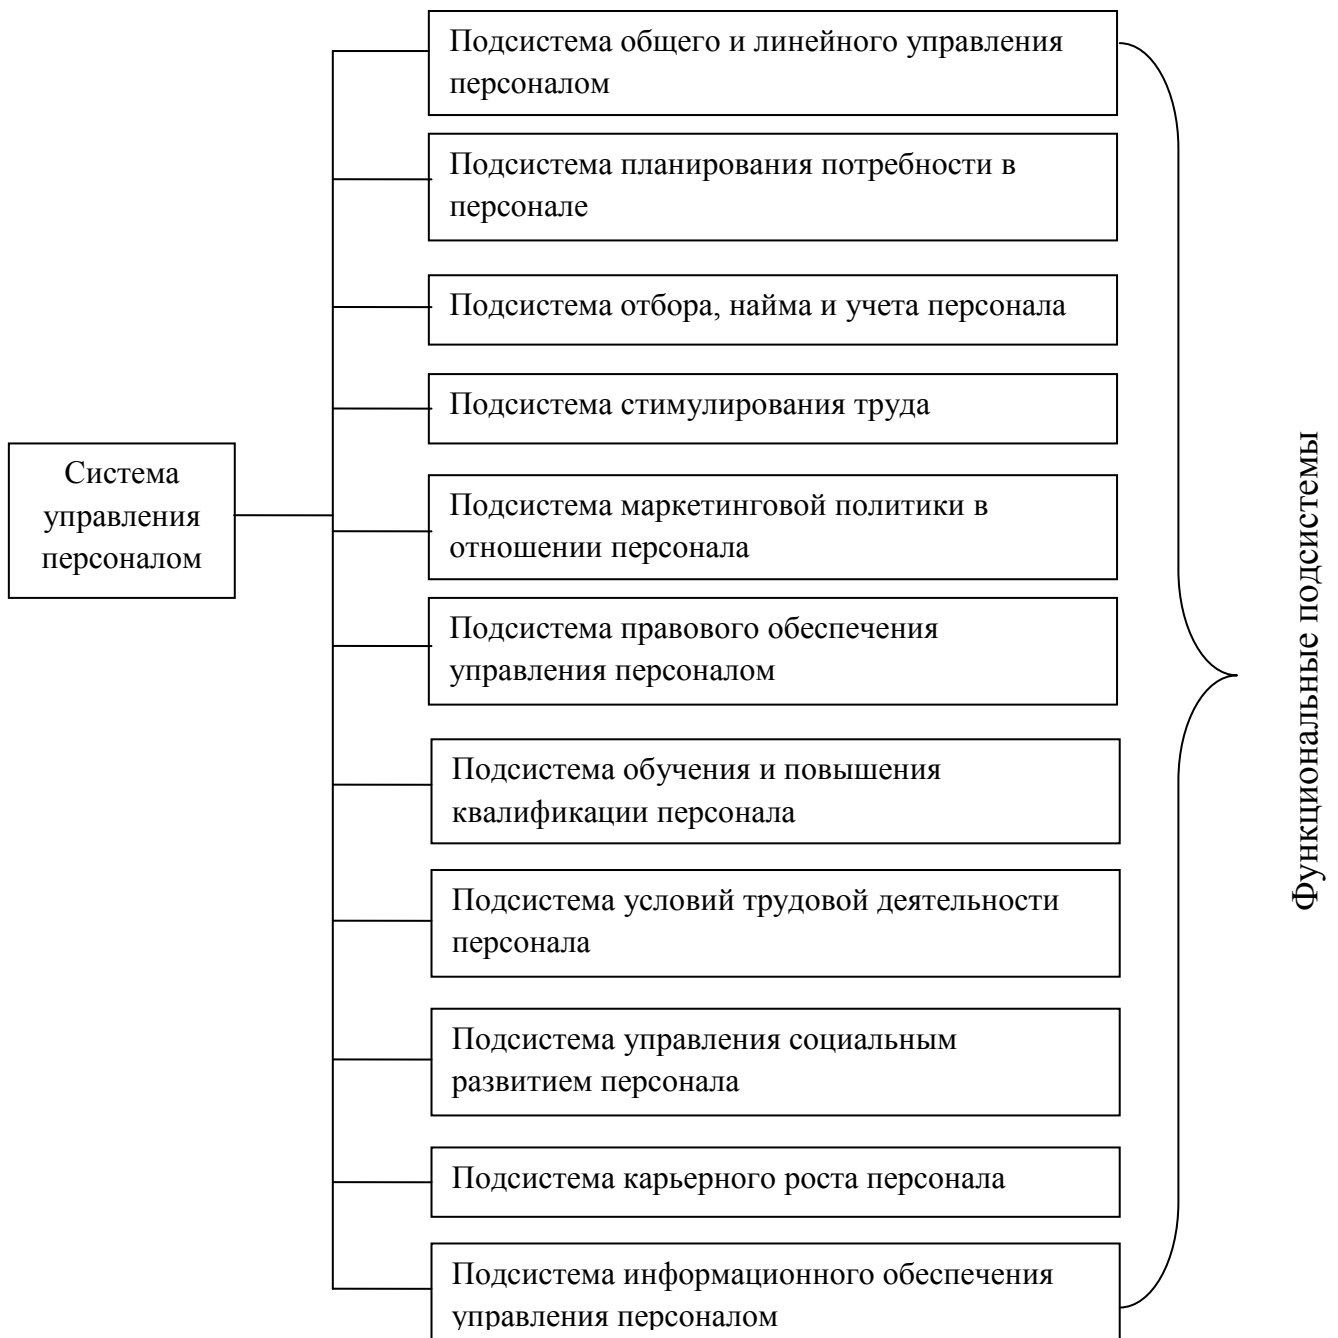 Подсистема общего и линейного управления
персоналом
Подсистема планирования потребности в
персонале
Подсистема отбора, найма и учета персонала
Подсистема стимулирования труда
Система
управления
персоналом
Подсистема маркетинговой политики в
отношении персонала
Подсистема правового обеспечения
управления персоналом
Подсистема обучения и повышения
квалификации персонала
Подсистема условий трудовой деятельности
персонала
Подсистема управления социальным
развитием персонала
Подсистема карьерного роста персонала
Подсистема информационного обеспечения
управления персоналом
Функциональные подсистемы